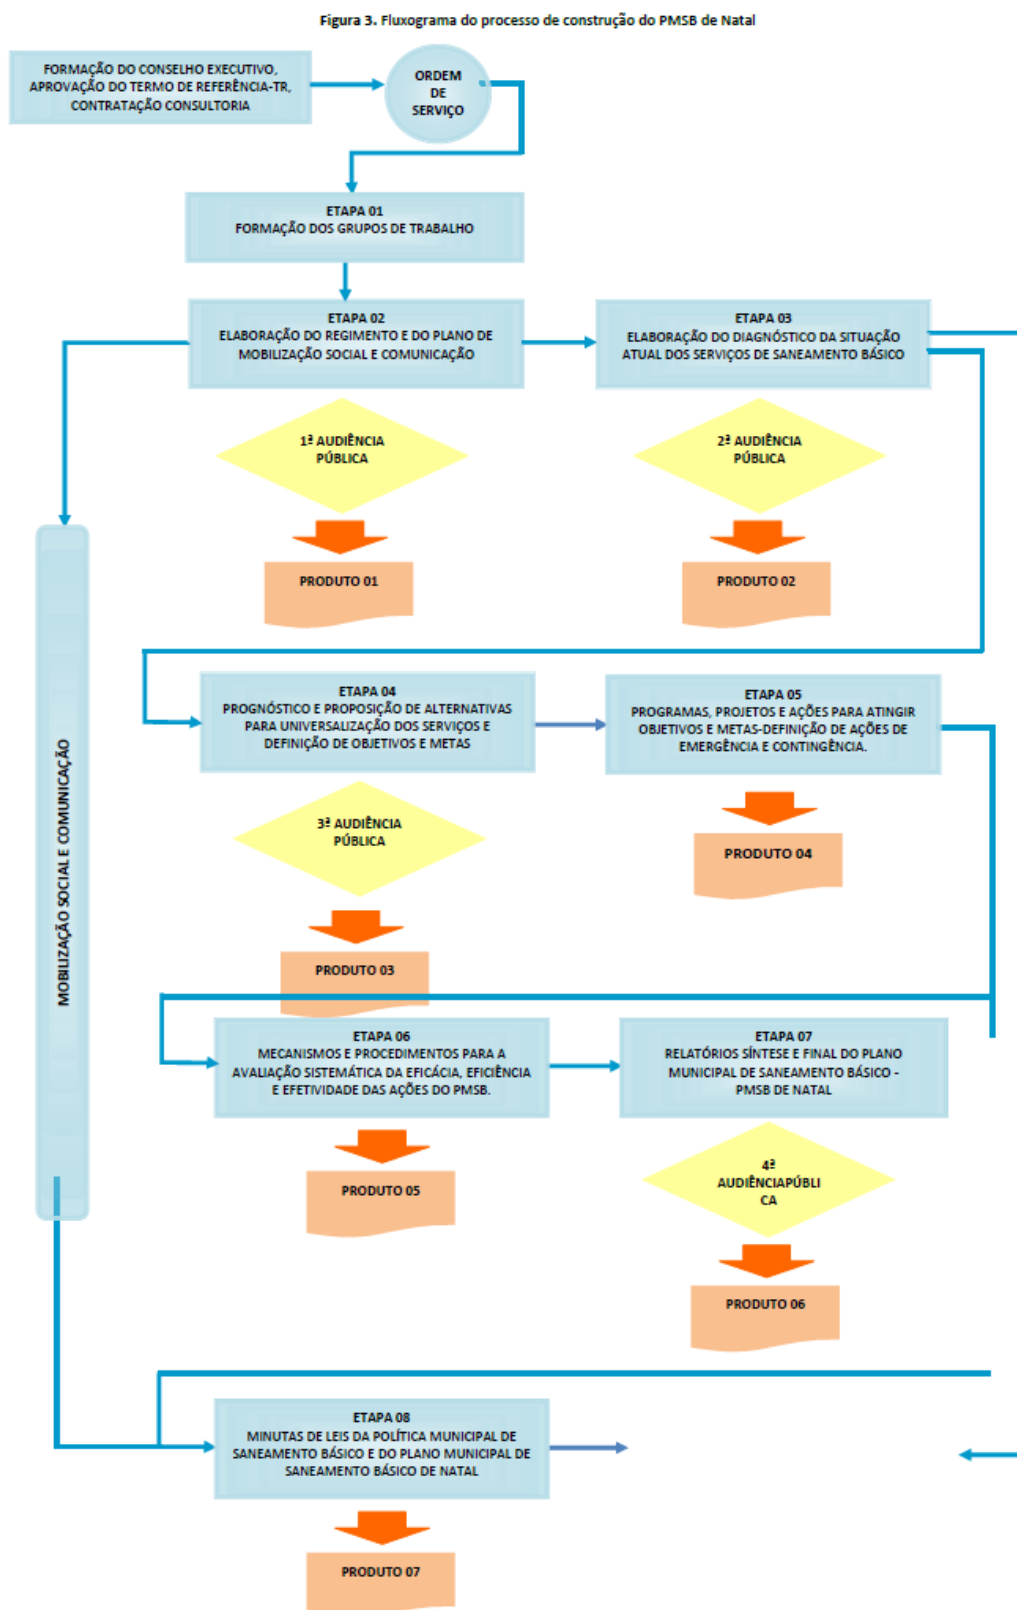 Figura 3. Fluxograma do processo de construção do PMSB de Natal
FORMAÇÃO DO CONSELHO EXECUTIVO,
APROVAÇÃO DO TERMO DE REFERÊNCIA-TR,
CONTRATAÇÃO CONSULTORIA
ORDEM
DE
SERVIÇO
ETAPA 01
FORMAÇÃO DOS GRUPOS DE TRABALHO
ETAPA 02
ELABORAÇÃO DO REGIMENTO E DO PLANO DE
MOBILIZAÇÃO SOCIAL E COMUNICAÇÃO
ETAPA 03
ELABORAÇÃO DO DIAGNÓSTICO DA SITUAÇÃO
ATUAL DOS SERVIÇOS DE SANEAMENTO BÁSICO
1ª AUDIÊNCIA
PÚBLICA
2ª AUDIÊNCIA
PÚBLICA
PRODUTO 01
PRODUTO 02
MOBILIZAÇÃO SOCIAL E COMUNICAÇÃO
ETAPA 04
PROGNÓSTICO E PROPOSIÇÃO DE ALTERNATIVAS
PARA UNIVERSALIZAÇÃO DOS SERVIÇOS E
DEFINIÇÃO DE OBJETIVOS E METAS
ETAPA 05
PROGRAMAS, PROJETOS E AÇÕES PARA ATINGIR
OBJETIVOS E METAS-DEFINIÇÃO DE AÇÕES DE
EMERGÊNCIA E CONTINGÊNCIA.
3ª AUDIÊNCIA
PÚBLICA
PRODUTO 04
PRODUTO 03
ETAPA 06
MECANISMOS E PROCEDIMENTOS PARA A
AVALIAÇÃO SISTEMÁTICA DA EFICÁCIA, EFICIÊNCIA
E EFETIVIDADE DAS AÇÕES DO PMSB.
ETAPA 07
RELATÓRIOS SÍNTESE E FINAL DO PLANO
MUNICIPAL DE SANEAMENTO BÁSICO -
PMSB DE NATAL
PRODUTO 05
4ª
AUDIÊNCIAPÚBLI
CA
PRODUTO 06
ETAPA 08
MINUTAS DE LEIS DA POLÍTICA MUNICIPAL DE
SANEAMENTO BÁSICO E DO PLANO MUNICIPAL DE
SANEAMENTO BÁSICO DE NATAL
PRODUTO 07